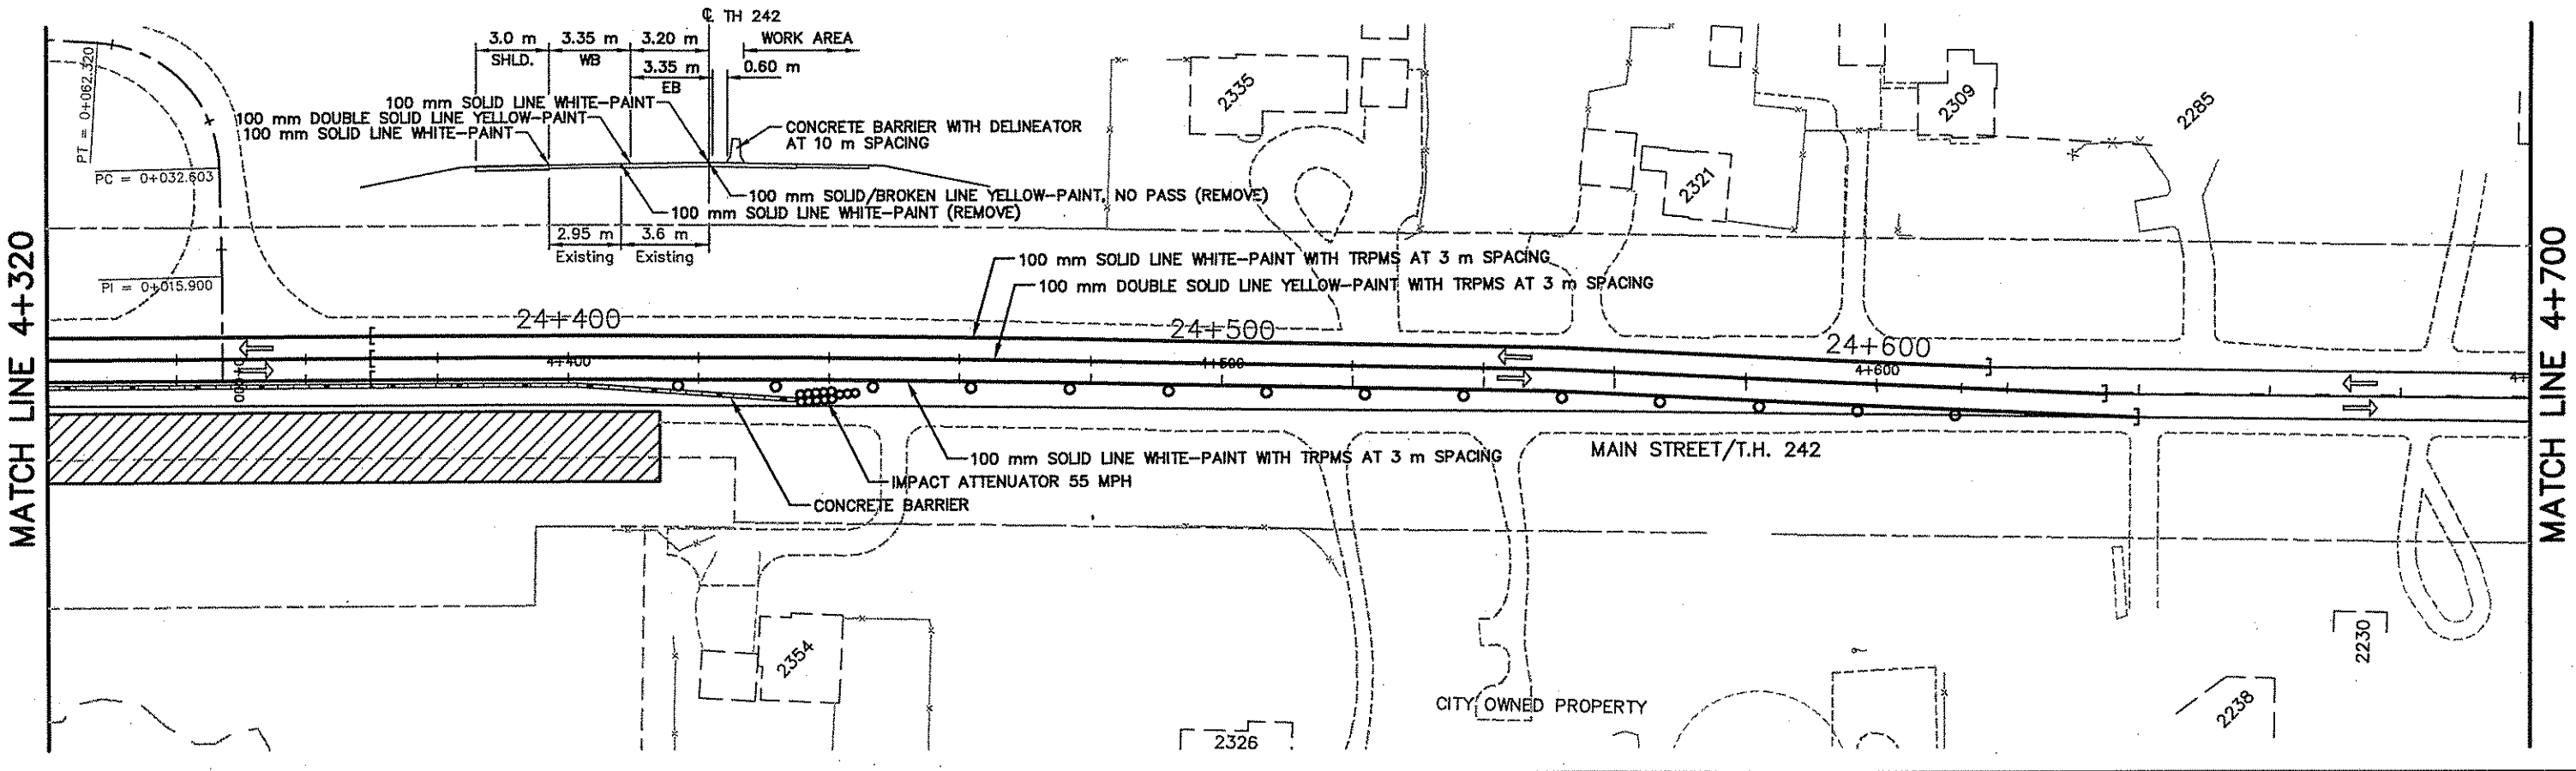 ℄ TH 242
3.0 m
3.35 m
3.20 m
WORK AREA
SHLD.
WB
3.35 m
0.60 m
EB
100 mm SOLID LINE WHITE-PAINT
100 mm DOUBLE SOLID LINE YELLOW-PAINT
100 mm SOLID LINE WHITE-PAINT
CONCRETE BARRIER WITH DELINEATOR
AT 10 m SPACING
100 mm SOLID/BROKEN LINE YELLOW-PAINT, NO PASS (REMOVE)
100 mm SOLID LINE WHITE-PAINT (REMOVE)
2.95 m
3.6 m
Existing
Existing
PT = 0+062.320
PC = 0+032.603
PI = 0+015.900
MATCH LINE 4+320
2335
2321
2309
2285
MATCH LINE 4+700
100 mm SOLID LINE WHITE-PAINT WITH TRPMS AT 3 m SPACING
100 mm DOUBLE SOLID LINE YELLOW-PAINT WITH TRPMS AT 3 m SPACING
24+400
24+500
24+600
4+400
4+500
4+600
4+
100 mm SOLID LINE WHITE-PAINT WITH TRPMS AT 3 m SPACING
IMPACT ATTENUATOR 55 MPH
CONCRETE BARRIER
MAIN STREET/T.H. 242
2354
2326
CITY OWNED PROPERTY
2230
2238